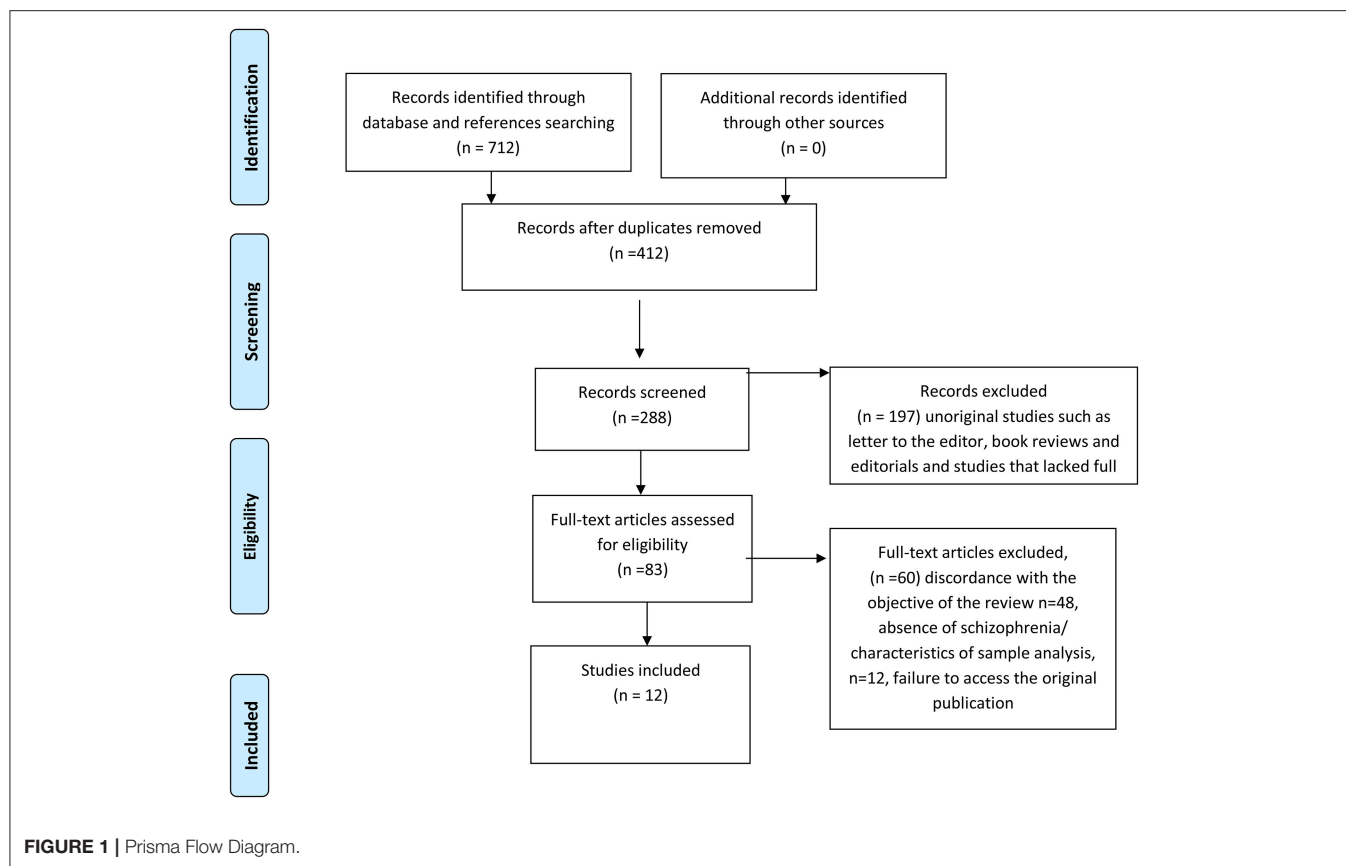 Identification
Records identified through
database and references searching
(n = 712)
Additional records identified
through other sources
(n = 0)
Records after duplicates removed
(n =412)
Screening
Records screened
(n =288)
Records excluded
(n = 197) unoriginal studies such as
letter to the editor, book reviews and
editorials and studies that lacked full
Eligibility
Full-text articles assessed
for eligibility
(n =83)
Full-text articles excluded,
(n =60) discordance with the
objective of the review n=48,
absence of schizophrenia/
characteristics of sample analysis,
n=12, failure to access the original
publication
Included
Studies included
(n = 12)
FIGURE 1 | Prisma Flow Diagram.